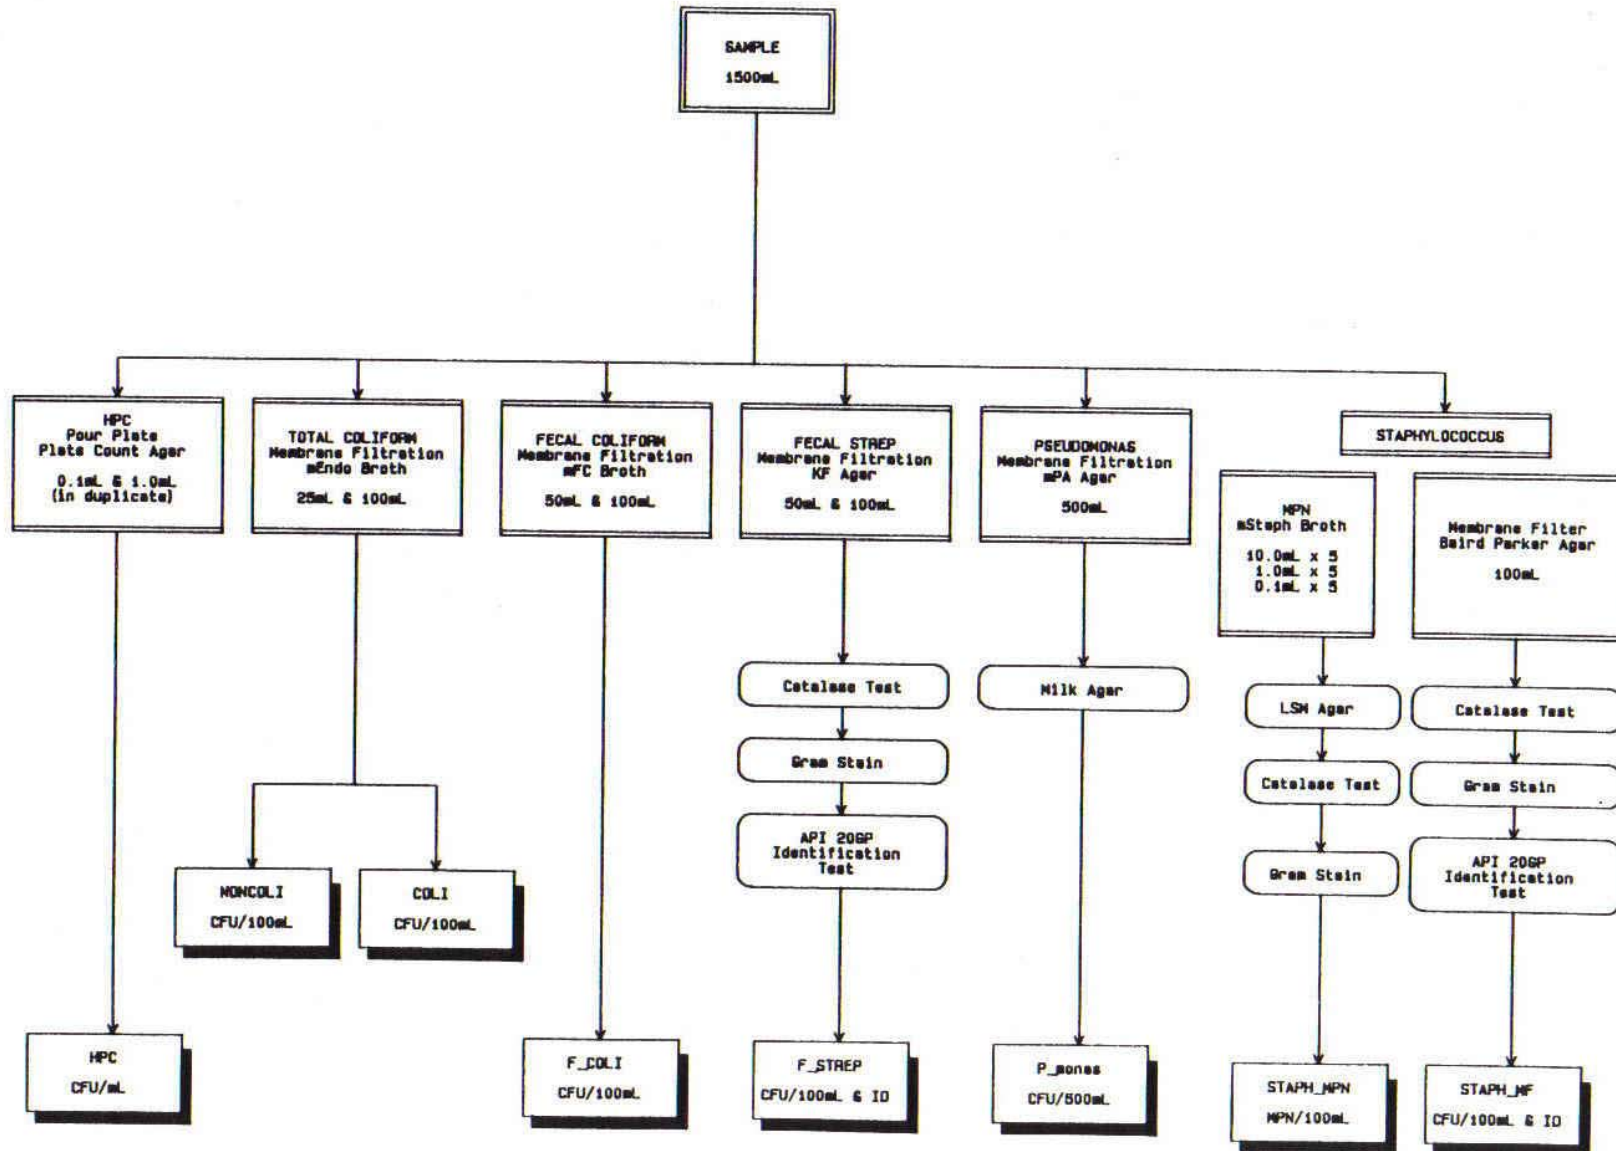 SAMPLE
1500mL
HPC
Pour Plate
Plate Count Agar
0.1mL & 1.0mL
(in duplicate)
TOTAL COLIFORM
Membrane Filtration
mEndo Broth
25mL & 100mL
FECAL COLIFORM
Membrane Filtration
mFC Broth
50mL & 100mL
FECAL STREP
Membrane Filtration
KF Agar
50mL & 100mL
PSEUDOMONAS
Membrane Filtration
mPA Agar
500mL
STAPHYLOCOCCUS
MPN
mStaph Broth
10.0mL x 5
1.0mL x 5
0.1mL x 5
Membrane Filter
Baird Parker Agar
100mL
Catalase Test
Gram Stain
API 20GP
Identification
Test
Milk Agar
LSM Agar
Catalase Test
Gram Stain
Catalase Test
Gram Stain
API 20GP
Identification
Test
NONCOLI
CFU/100mL
COLI
CFU/100mL
HPC
CFU/mL
F_COLI
CFU/100mL
F_STREP
CFU/100mL & ID
P_monas
CFU/500mL
STAPH_MPN
MPN/100mL
STAPH_MF
CFU/100mL & ID